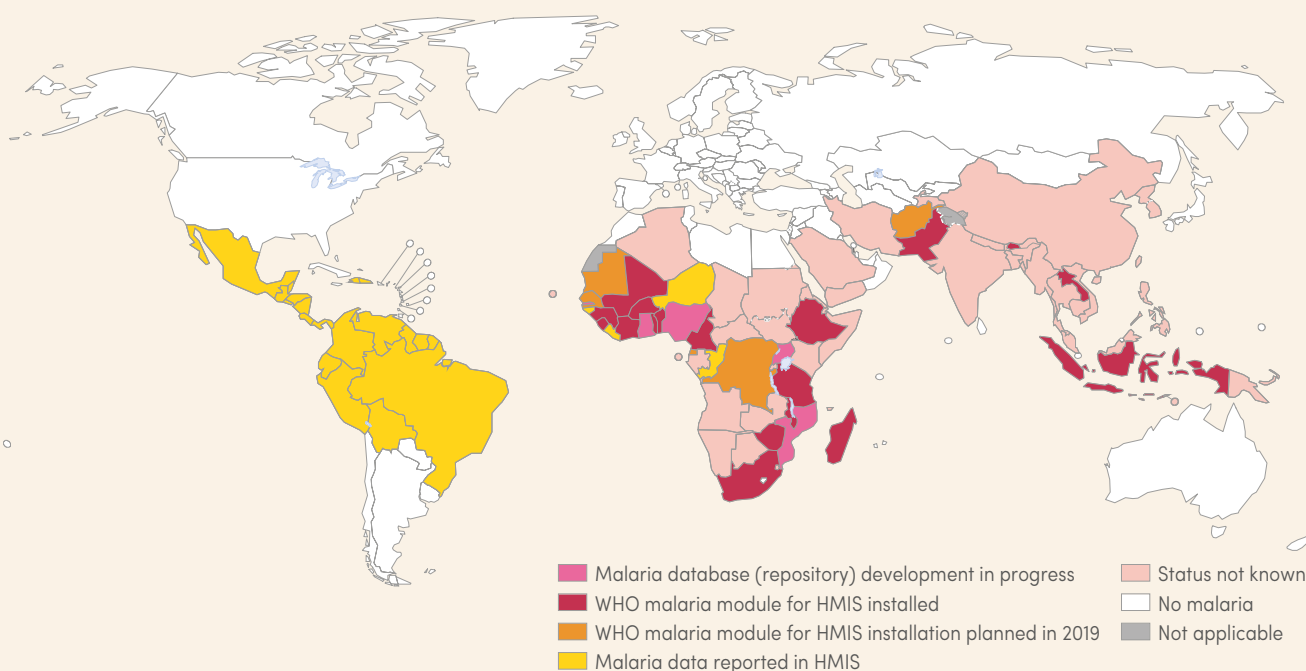 Malaria database (repository) development in progress
WHO malaria module for HMIS installed
WHO malaria module for HMIS installation planned in 2019
Malaria data reported in HMIS
Status not known
No malaria
Not applicable